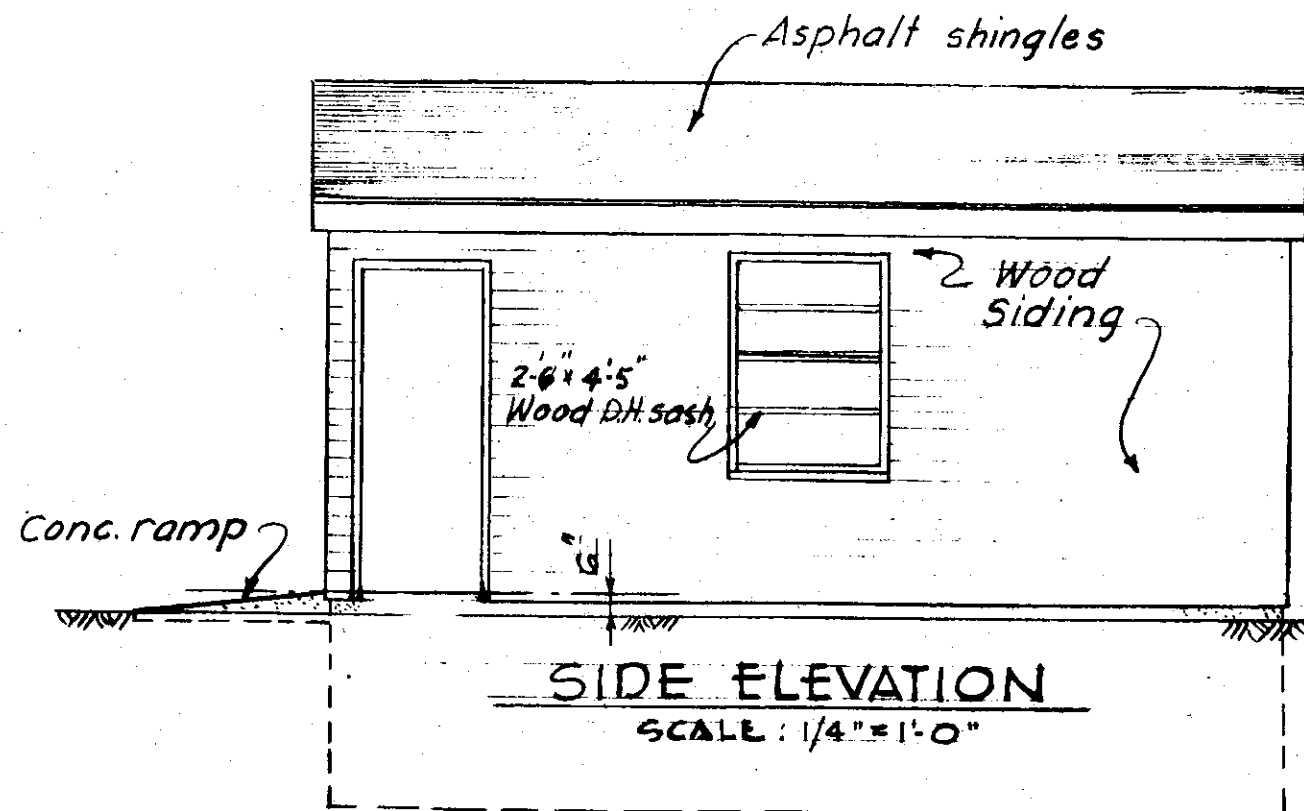 Asphalt shingles
Wood
Siding
2'-6" x 4'-5"
Wood D.H. sash
Conc. ramp
6"
SIDE ELEVATION
SCALE : 1/4" = 1'-0"